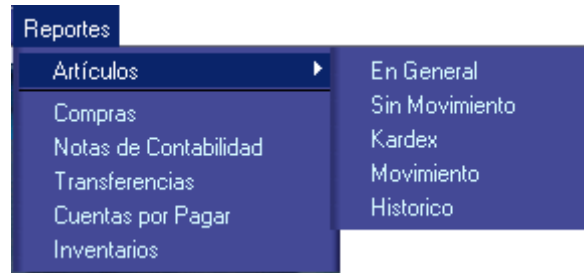 Reportes
Artículos
Compras
Notas de Contabilidad
Transferencias
Cuentas por Pagar
Inventarios
En General
Sin Movimiento
Kardex
Movimiento
Historico